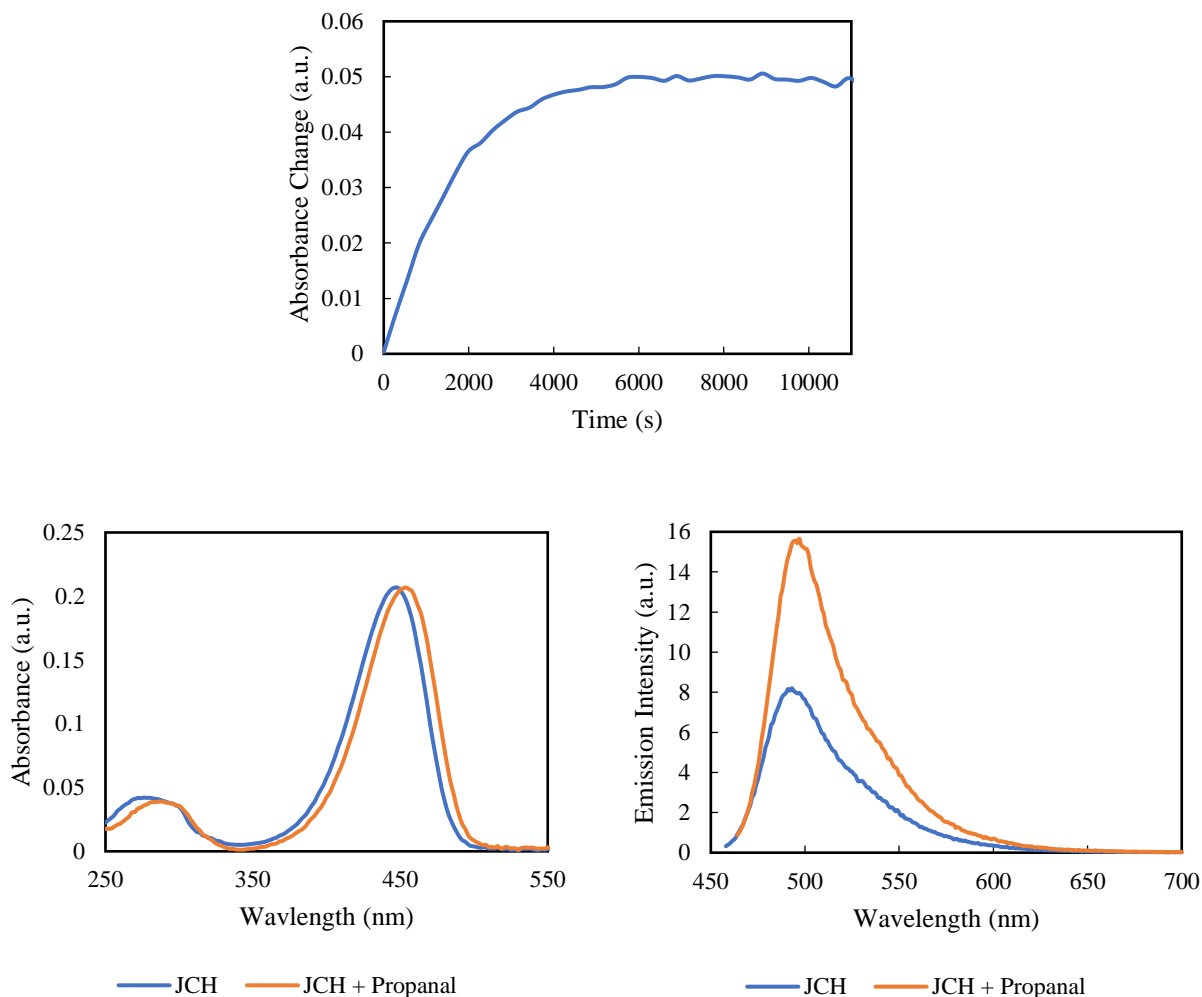 0.06
0.05
0.04
0.03
0.02
0.01
0
Absorbance Change (a.u.)
0 2000 4000 6000 8000 10000
Time (s)
0.25
0.2
0.15
0.1
0.05
0
Absorbance (a.u.)
250 350 450 550
Wavlength (nm)
JCH JCH + Propanal
16
14
12
10
8
6
4
2
0
Emission Intensity (a.u.)
450 500 550 600 650 700
Wavelength (nm)
JCH JCH + Propanal